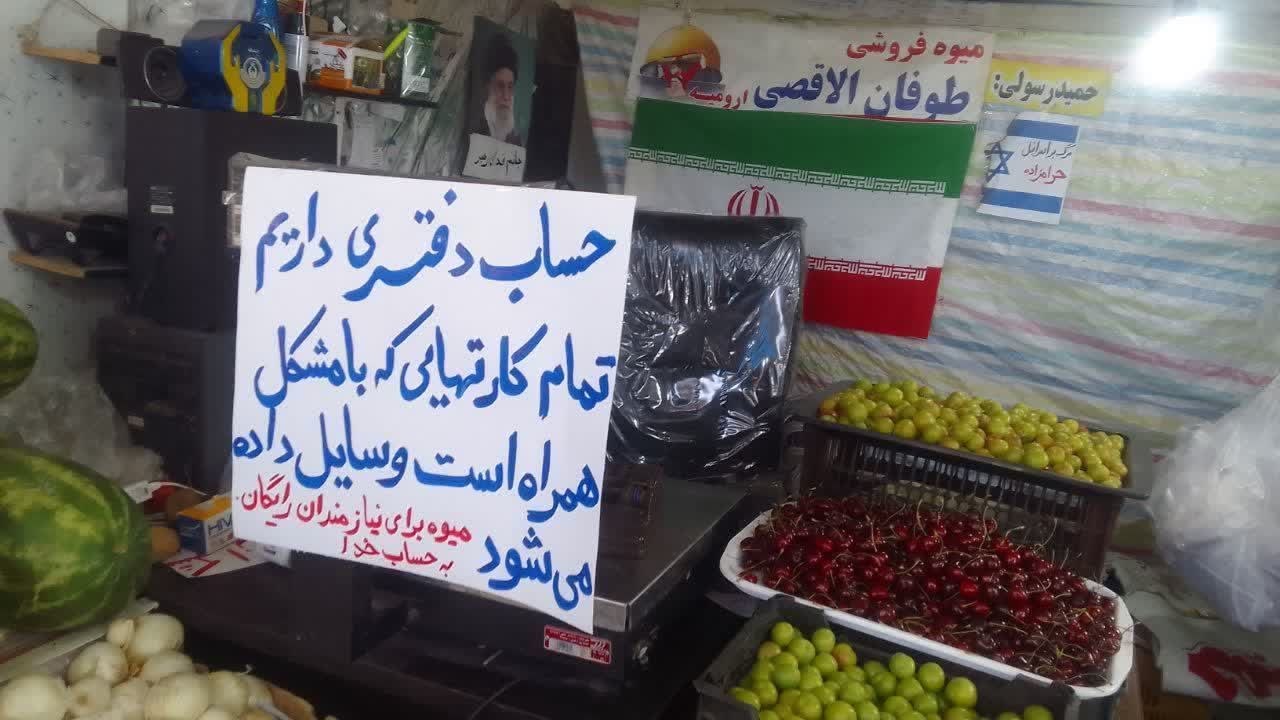 میوه فروشی
طوفان الاقصی ارومیه
حمید رسولی:
مرگ بر اسرائیل
حرامزاده
حساب دفتری داریم
تمام کارتهایی که با مشکل
همراه است وسایل داده
می شود
میوه برای نیازمندان رایگان
به حساب خدا